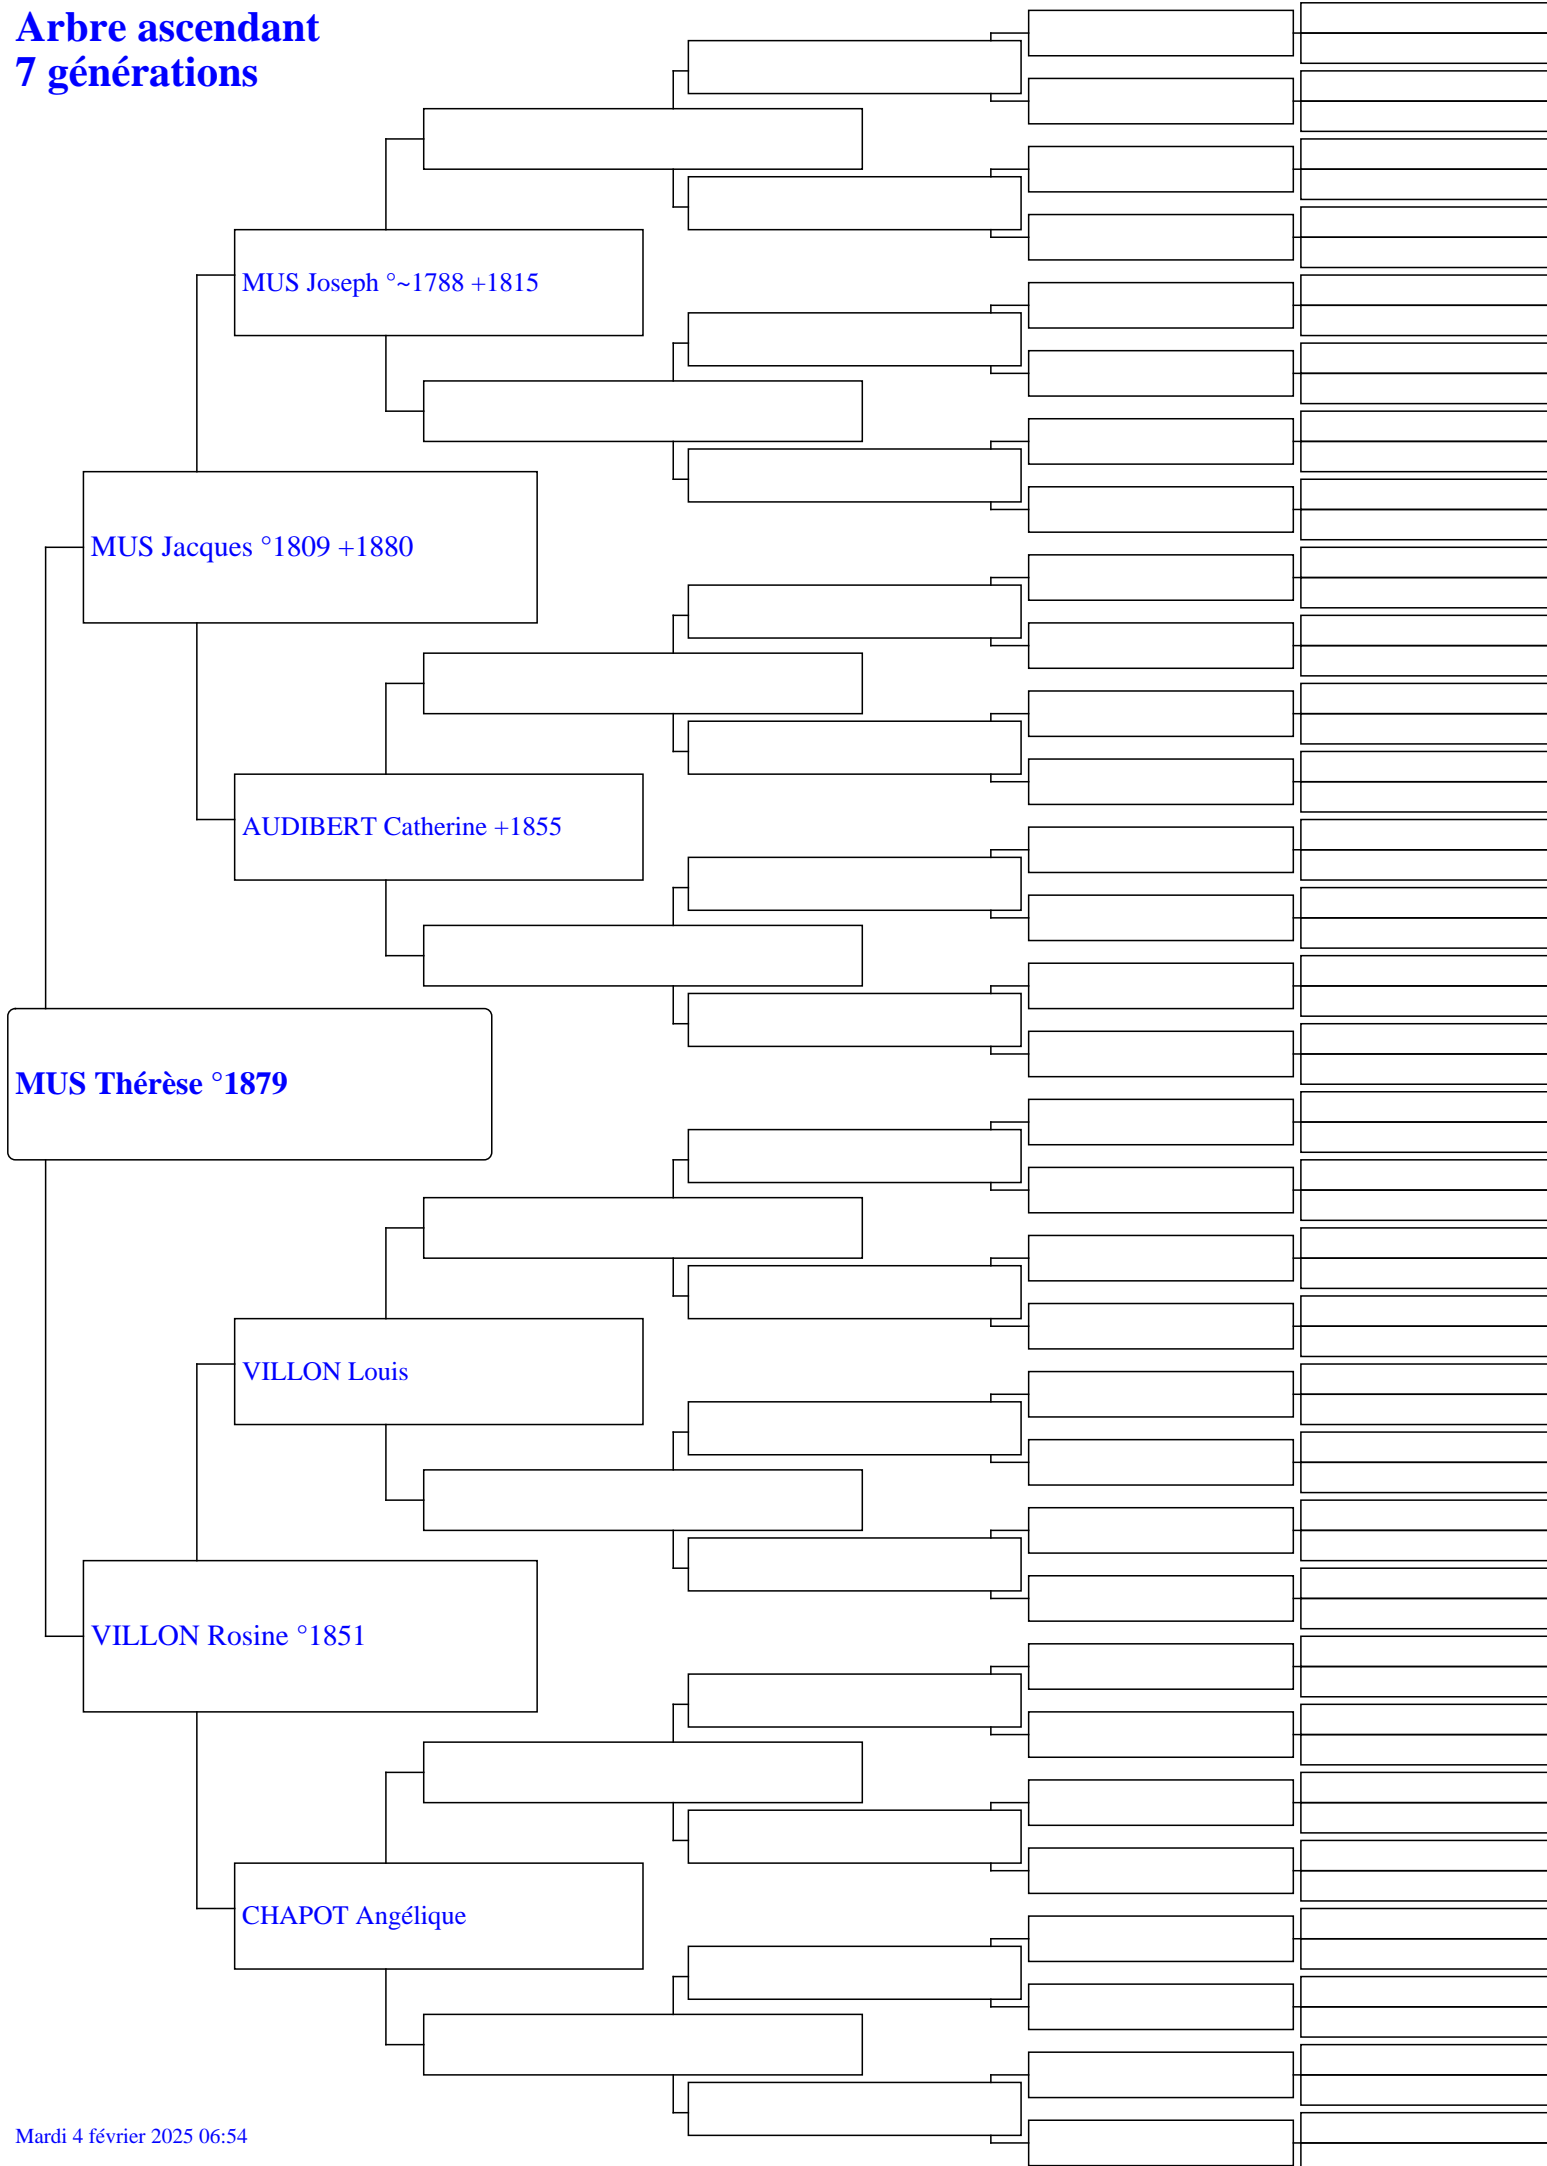 Arbre ascendant
7 générations
MUS Joseph °~1788 +1815
MUS Jacques °1809 +1880
AUDIBERT Catherine +1855
MUS Thérèse °1879
VILLON Louis
VILLON Rosine °1851
CHAPOT Angélique
Mardi 4 février 2025 06:54